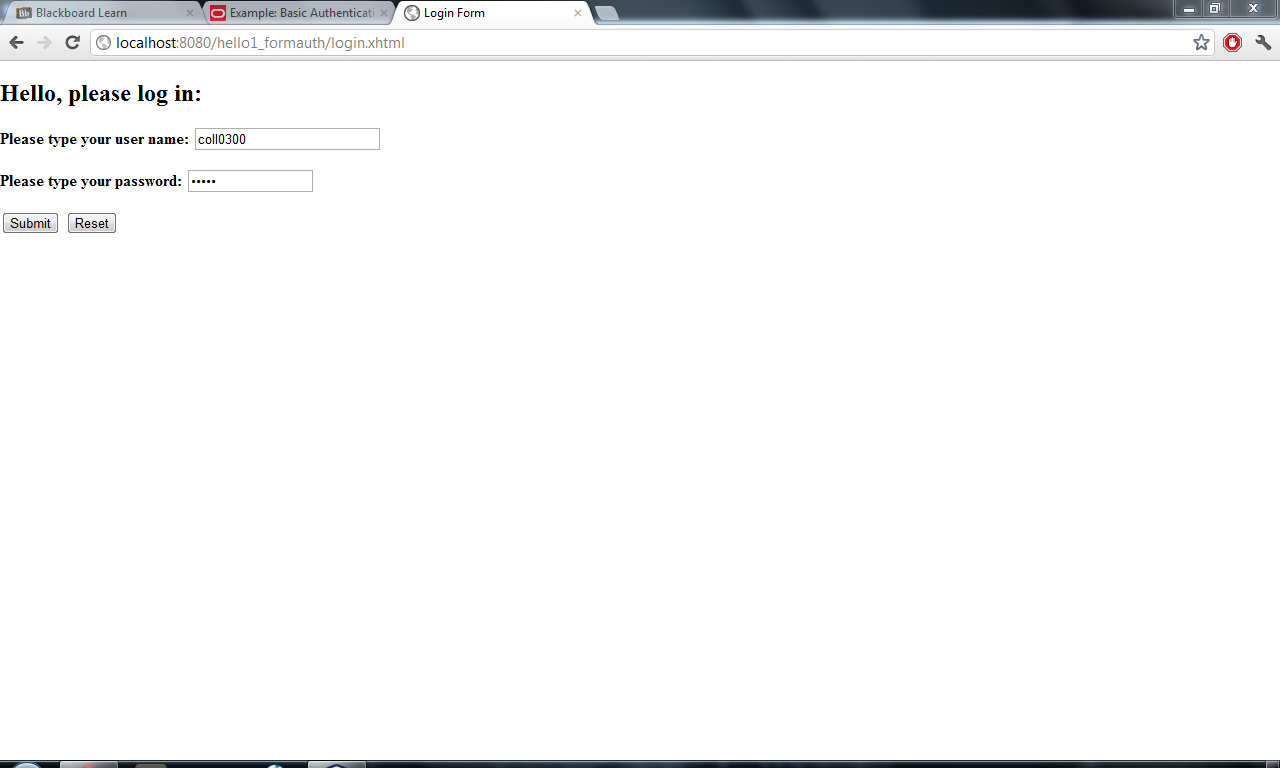 Bb Blackboard Learn Example: Basic Authenticati Login Form
localhost:8080/hello1_formauth/login.xhtml
Hello, please log in:
Please type your user name: coll0300
Please type your password: •••••
Submit Reset